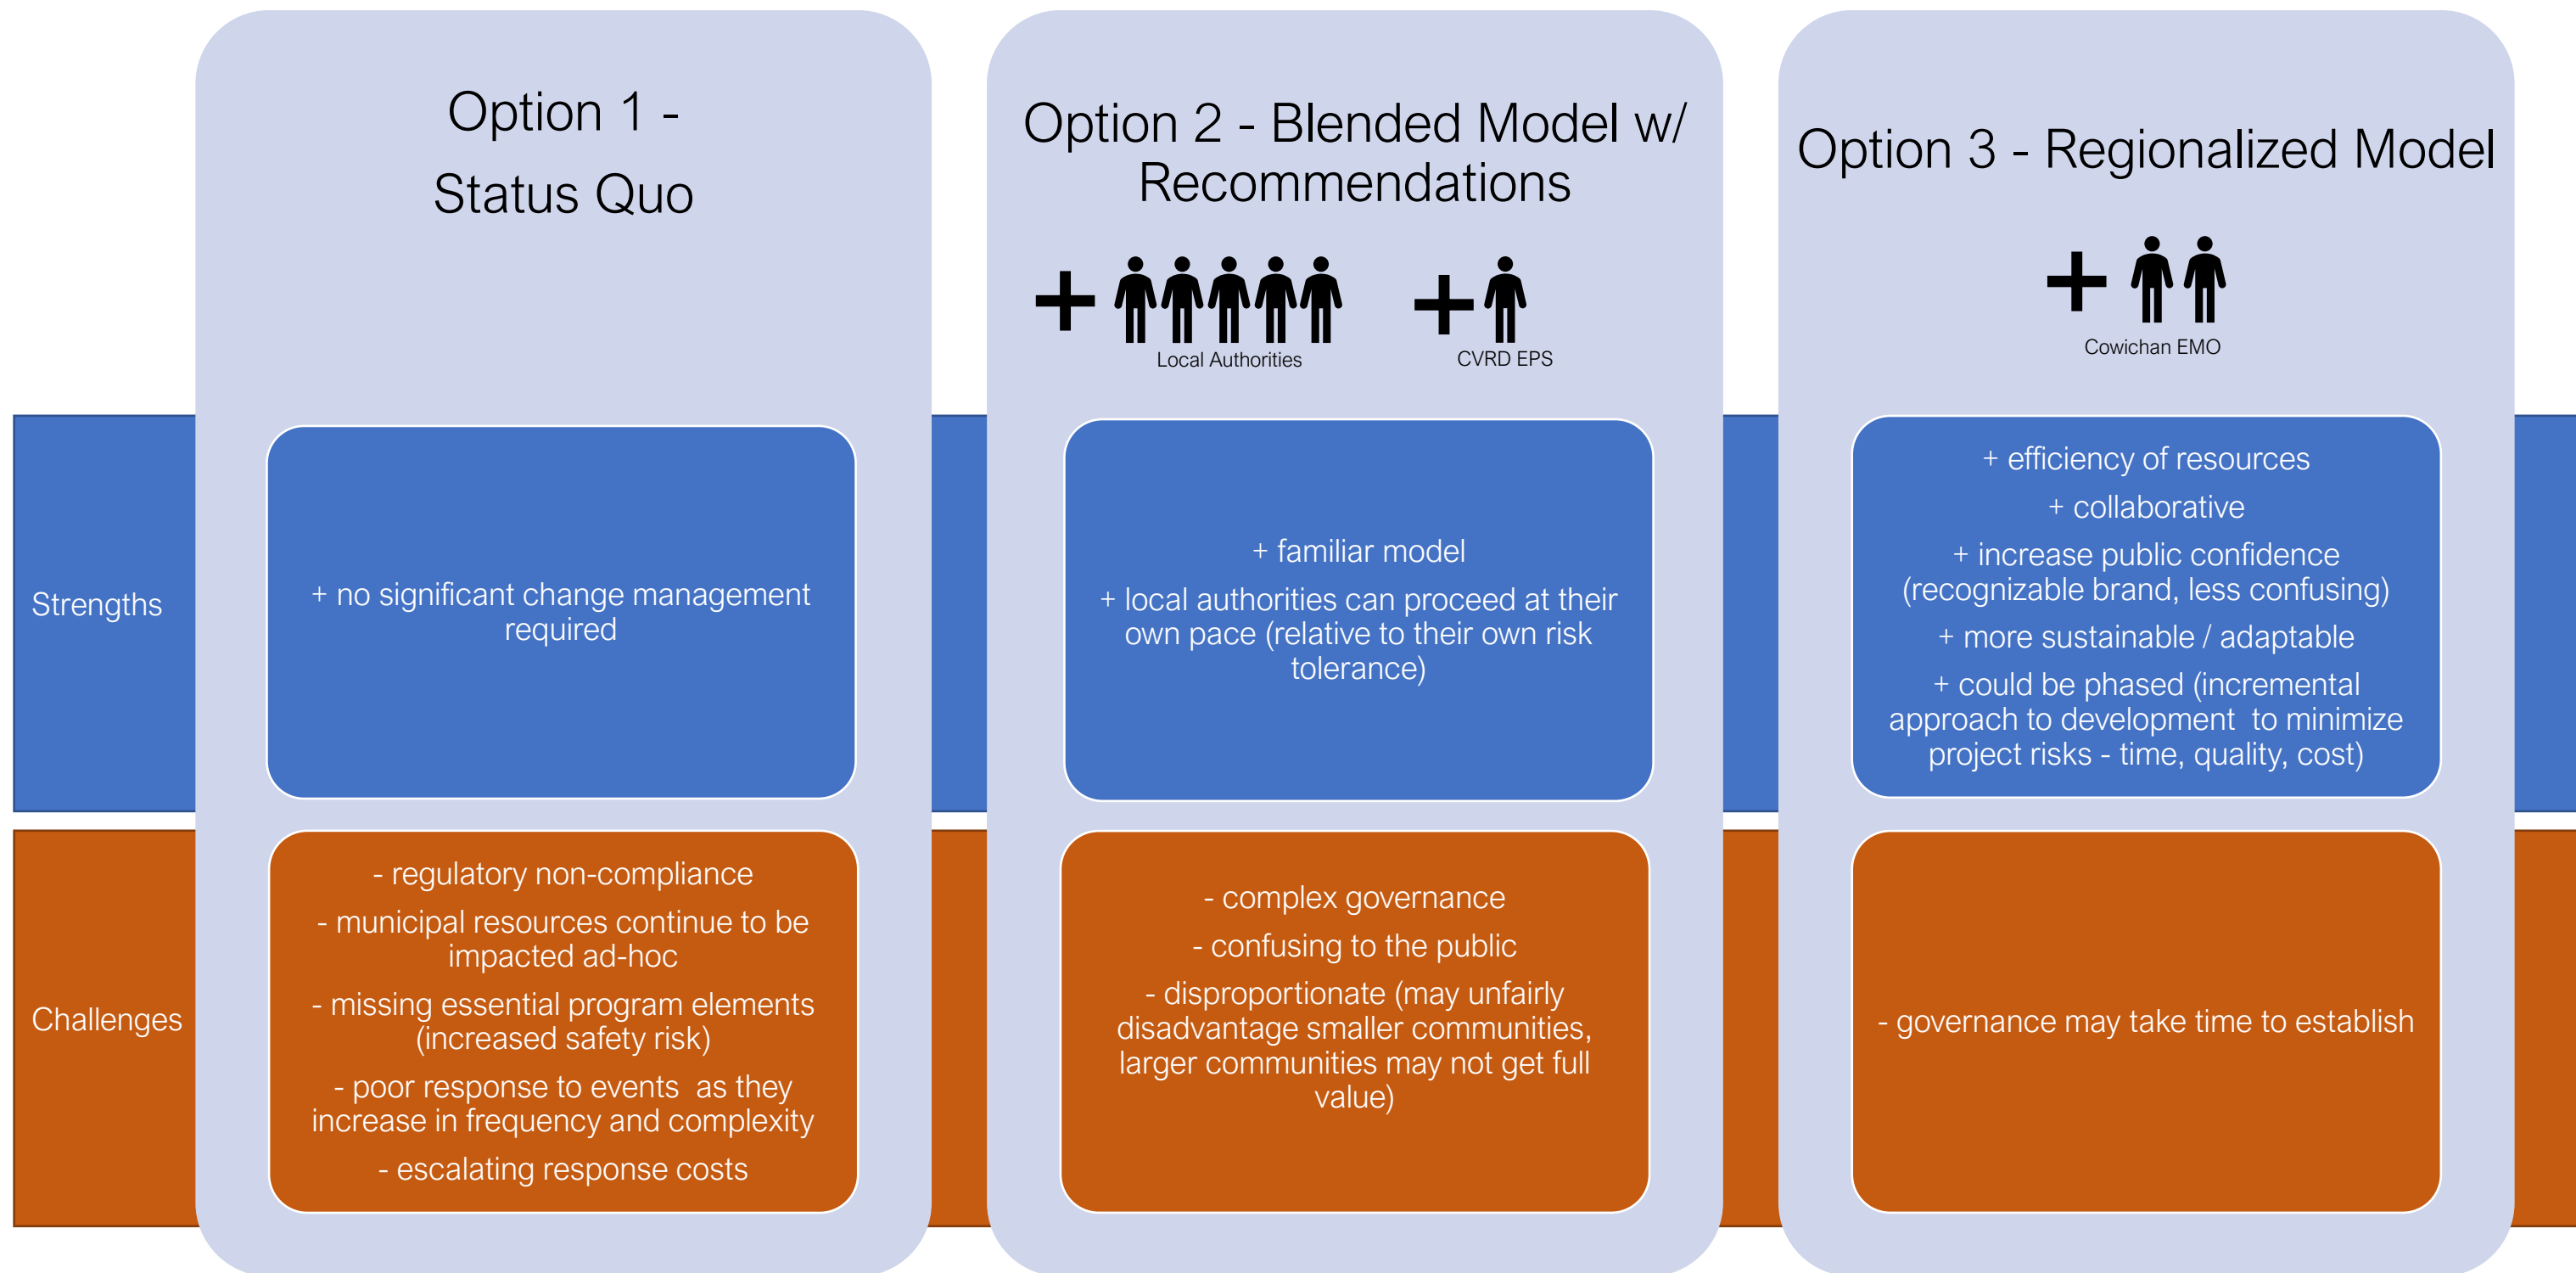 Option 1 -
Status Quo
Option 2 - Blended Model w/
Recommendations
+
Local Authorities
+
CVRD EPS
Option 3 - Regionalized Model
+
Cowichan EMO
Strengths
+ no significant change management
required
+ familiar model
+ local authorities can proceed at their
own pace (relative to their own risk
tolerance)
+ efficiency of resources
+ collaborative
+ increase public confidence
(recognizable brand, less confusing)
+ more sustainable / adaptable
+ could be phased (incremental
approach to development  to minimize
project risks - time, quality, cost)
Challenges
- regulatory non-compliance
- municipal resources continue to be
impacted ad-hoc
- missing essential program elements
(increased safety risk)
- poor response to events  as they
increase in frequency and complexity
- escalating response costs
- complex governance
- confusing to the public
- disproportionate (may unfairly
disadvantage smaller communities,
larger communities may not get full
value)
- governance may take time to establish